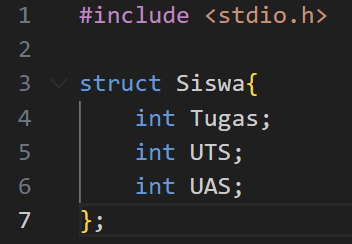 1 #include <stdio.h>
2
3 struct Siswa{
4     int Tugas;
5     int UTS;
6     int UAS;
7 };